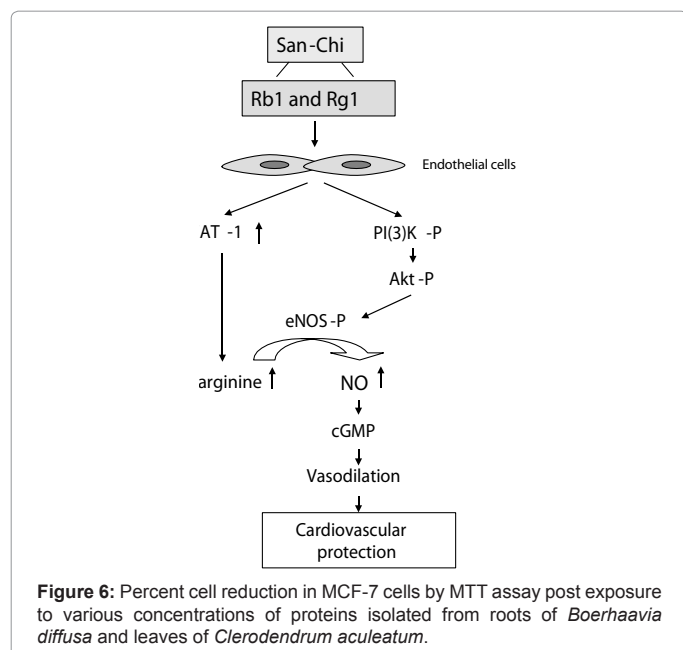 San-Chi
Rb1 and Rg1
Endothelial cells
AT -1
PI(3)K -P
Akt-P
eNOS-P
arginine
NO
cGMP
Vasodilation
Cardiovascular
protection
Figure 6: Percent cell reduction in MCF-7 cells by MTT assay post exposure
to various concentrations of proteins isolated from roots of Boerhaavia
diffusa and leaves of Clerodendrum aculeatum.